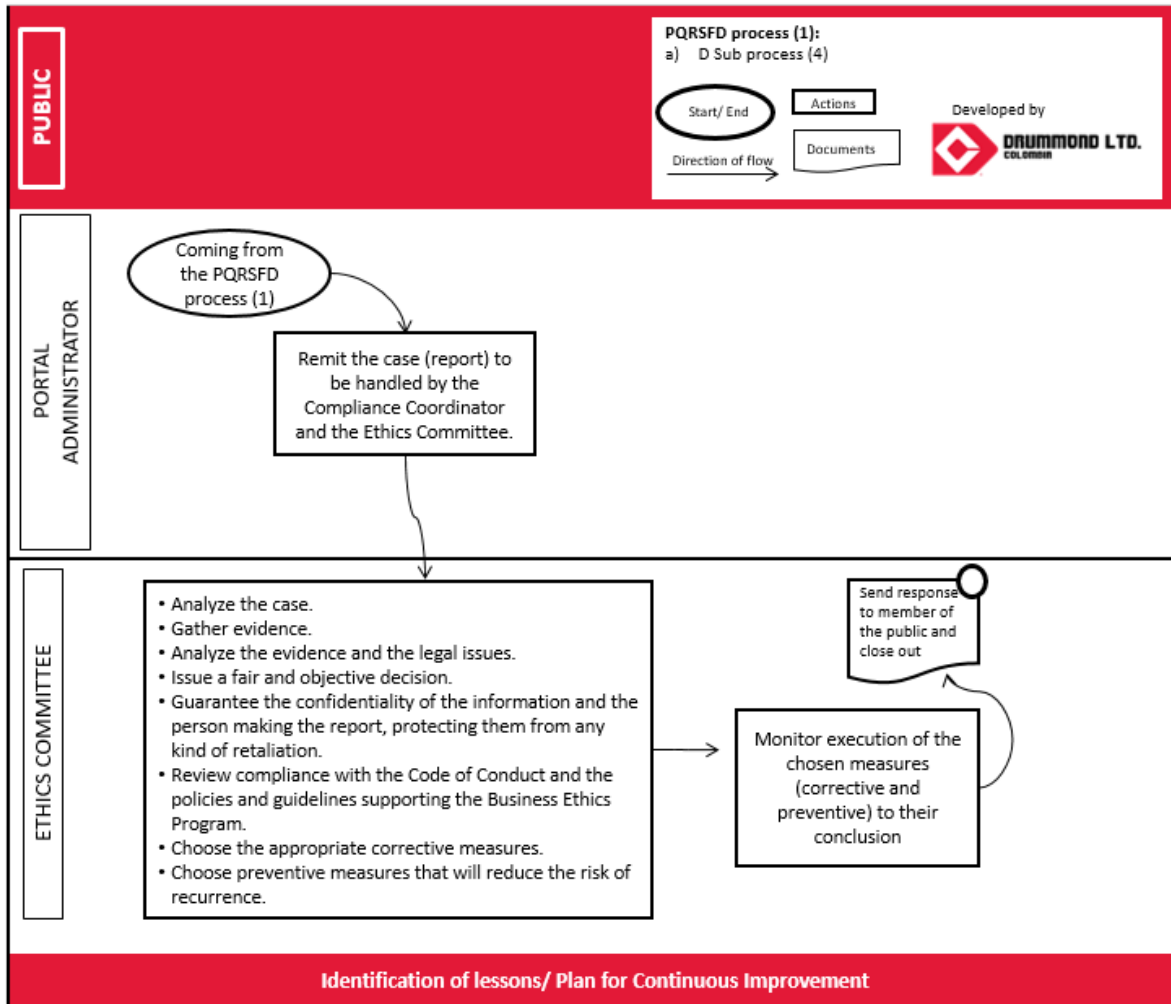 PUBLIC
PQRSFD process (1):
a) D Sub process (4)
Start/ End
Actions
Direction of flow
Documents
Developed by
DRUMMOND LTD.
COLOMBIA
PORTAL
ADMINISTRATOR
Coming from
the PQRSFD
process (1)
Remit the case (report) to
be handled by the
Compliance Coordinator
and the Ethics Committee.
ETHICS COMMITTEE
• Analyze the case.
• Gather evidence.
• Analyze the evidence and the legal issues.
• Issue a fair and objective decision.
• Guarantee the confidentiality of the information and the
person making the report, protecting them from any
kind of retaliation.
• Review compliance with the Code of Conduct and the
policies and guidelines supporting the Business Ethics
Program.
• Choose the appropriate corrective measures.
• Choose preventive measures that will reduce the risk of
recurrence.
Monitor execution of the
chosen measures
(corrective and
preventive) to their
conclusion
Send response
to member of
the public and
close out
Identification of lessons/ Plan for Continuous Improvement